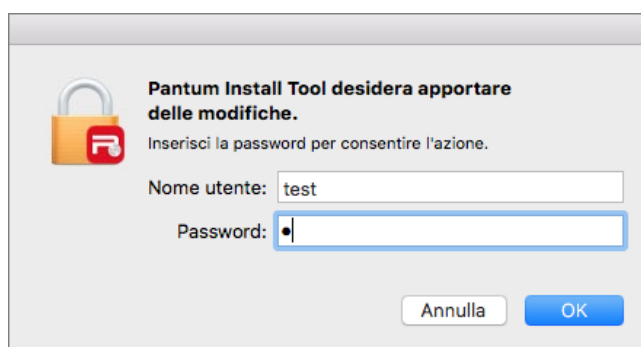 Pantum Install Tool desidera apportare
delle modifiche.
Inserisci la password per consentire l'azione.
Nome utente: test
Password: •
Annulla OK